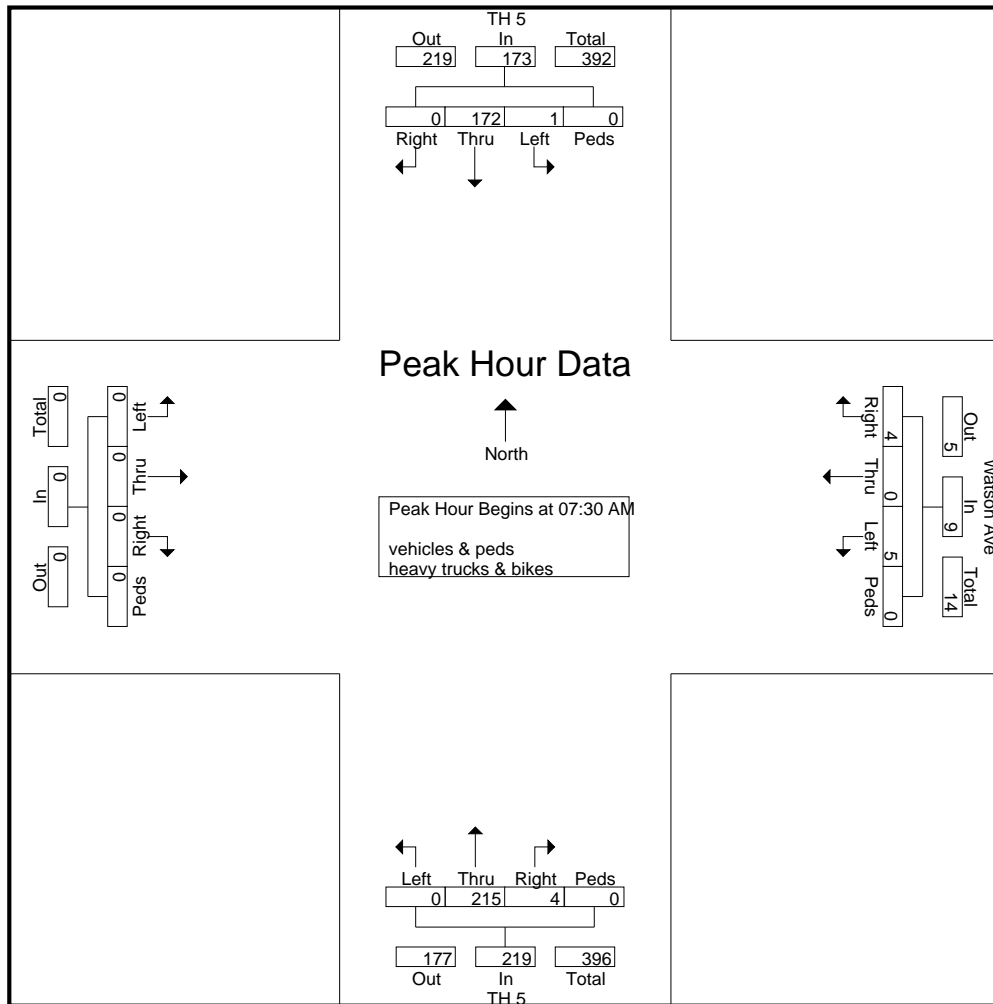 TH 5
Out In Total
219 173 392
0 172 1 0
Right Thru Left Peds
Peak Hour Data
North
Peak Hour Begins at 07:30 AM
vehicles & peds
heavy trucks & bikes
Total In Out
0 0 0
0 0 0 0
Left Thru Right Peds
Right Thru Left Peds
4 0 5 0
Out In Total
5 9 14
Watson Ave
Left Thru Right Peds
0 215 4 0
177 219 396
Out In Total
TH 5